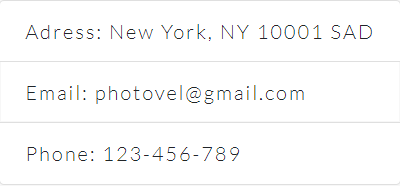 Adress: New York, NY 10001 SAD
Email: photovel@gmail.com
Phone: 123-456-789